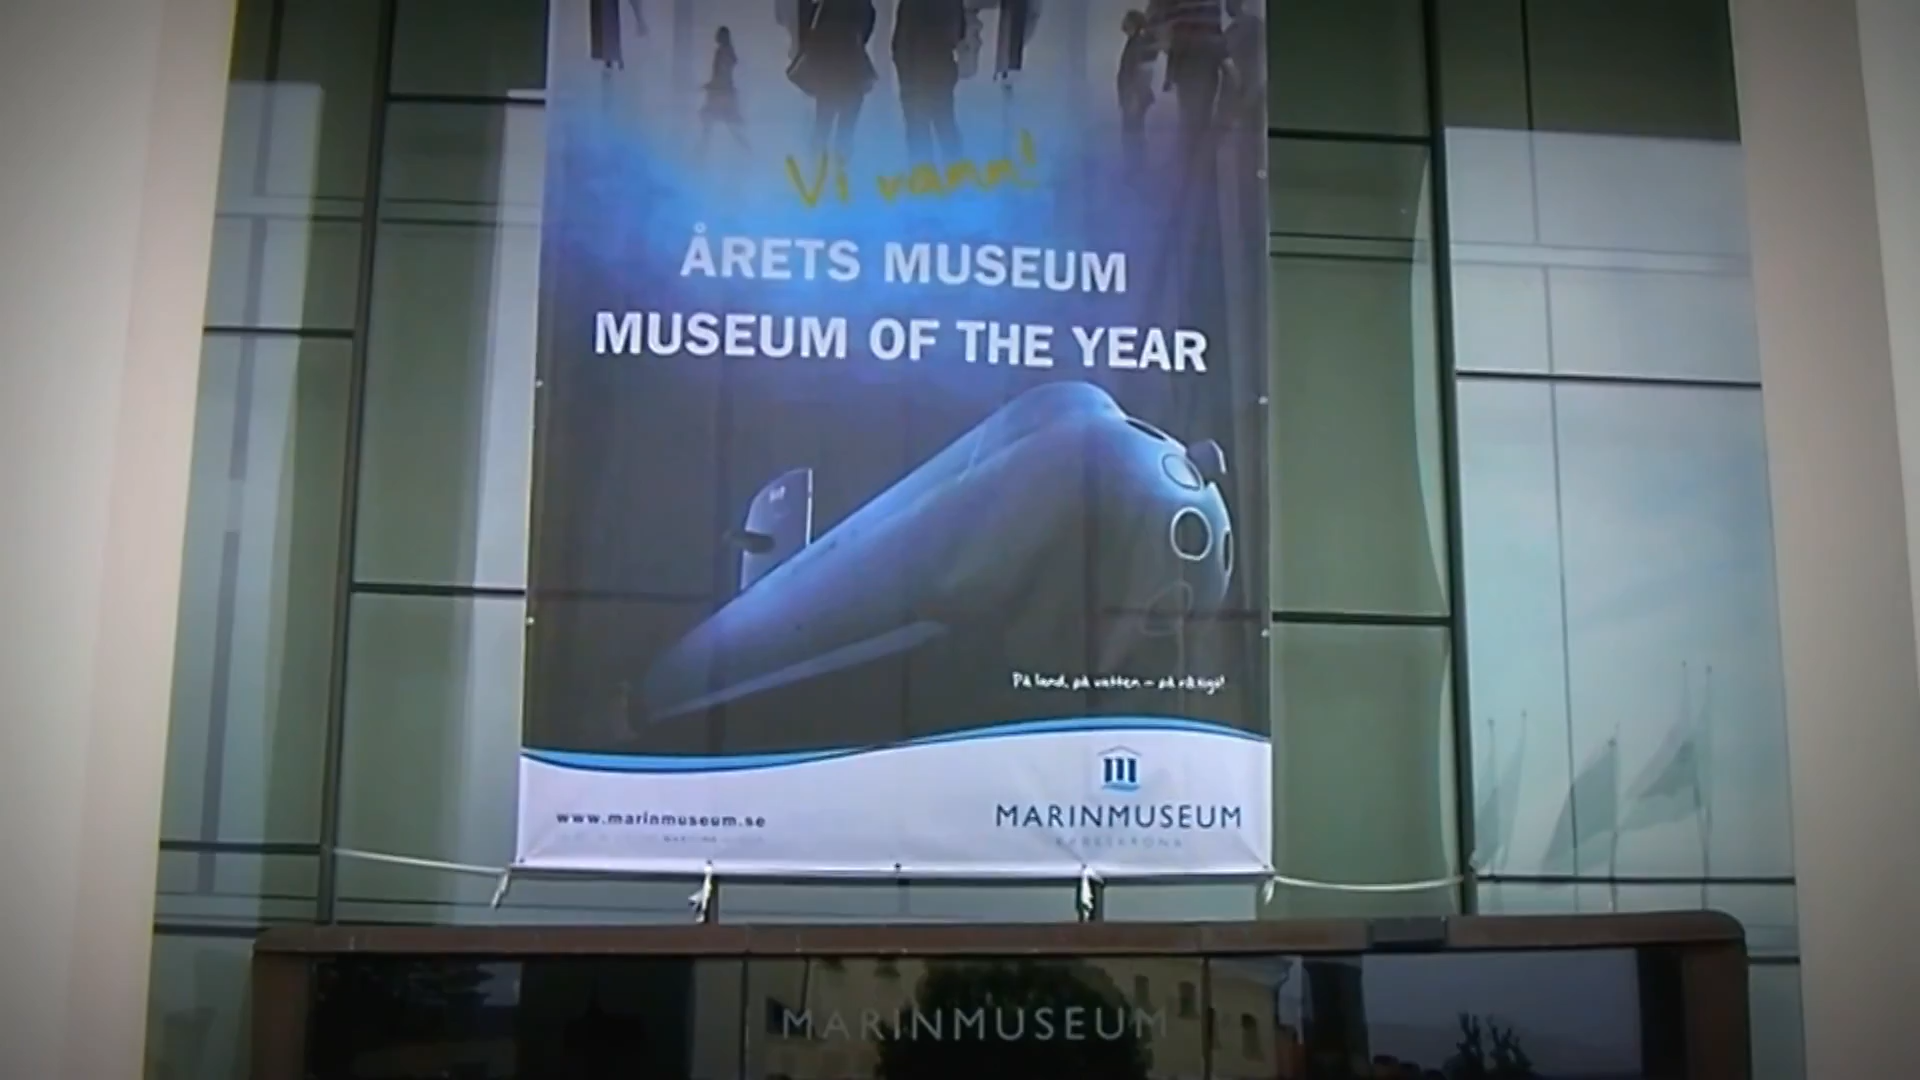 Vi vann!
ÅRETS MUSEUM
MUSEUM OF THE YEAR
På land, på vatten – på riktigt!
www.marinmuseum.se
MARINMUSEUM
KARLSKRONA
MARINMUSEUM